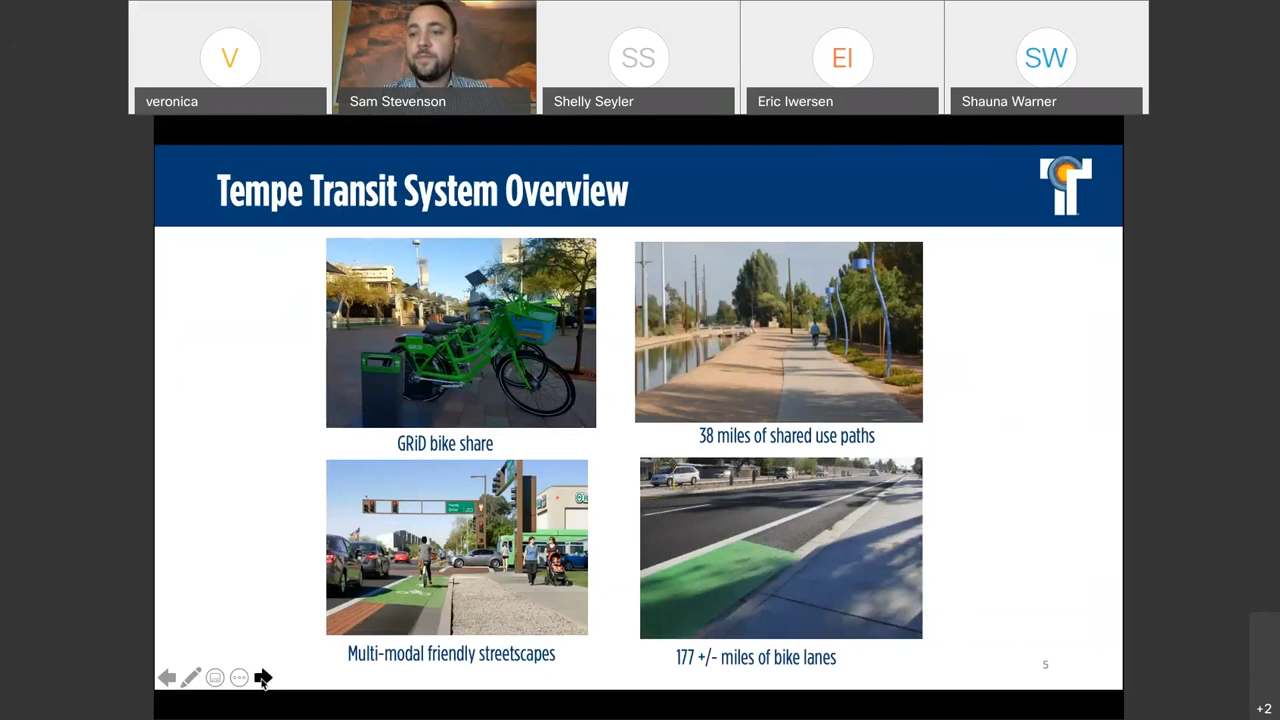 V
SS
EI
SW
veronica
Sam Stevenson
Shelly Seyler
Eric Iwersen
Shauna Warner
Tempe Transit System Overview
GRiD bike share
38 miles of shared use paths
Multi-modal friendly streetscapes
177 +/- miles of bike lanes
5
+2